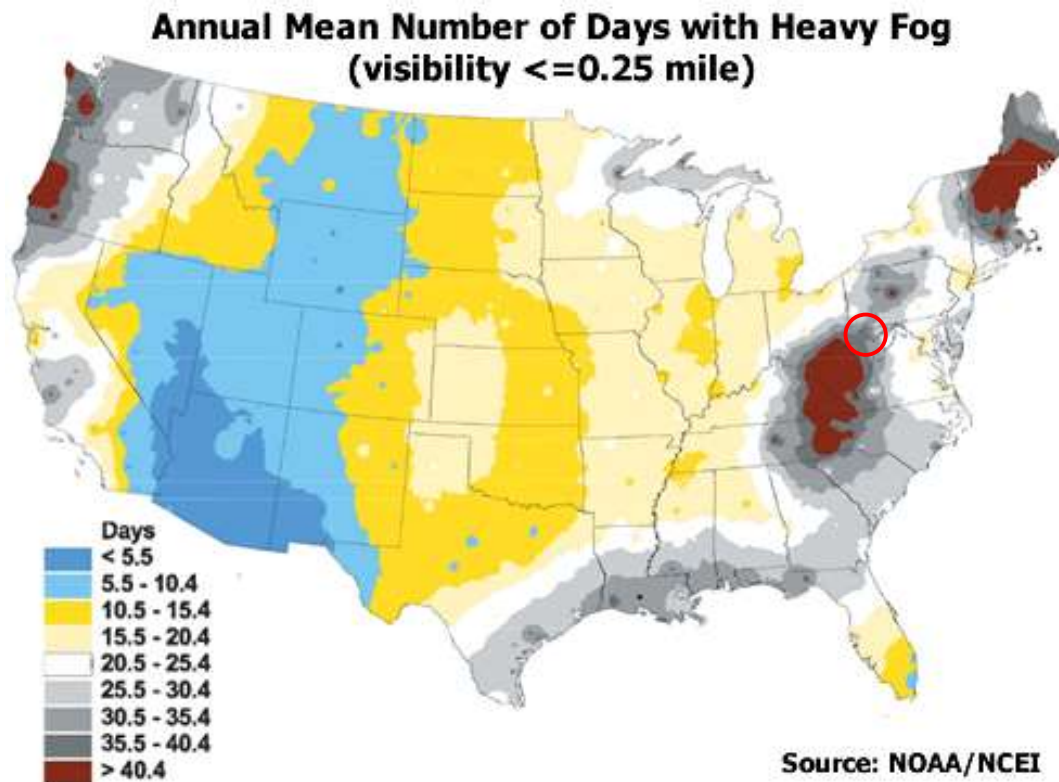 Annual Mean Number of Days with Heavy Fog
(visibility <=0.25 mile)
Days
< 5.5
5.5 - 10.4
10.5 - 15.4
15.5 - 20.4
20.5 - 25.4
25.5 - 30.4
30.5 - 35.4
35.5 - 40.4
> 40.4
Source: NOAA/NCEI